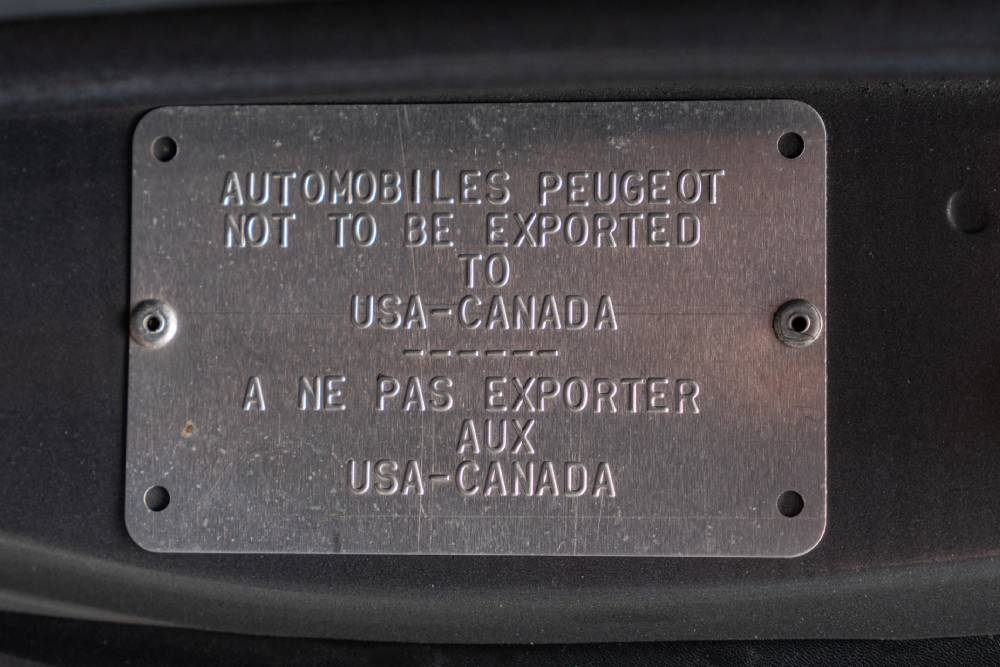 AUTOMOBILES PEUGEOT
NOT TO BE EXPORTED
TO
USA-CANADA
------
A NE PAS EXPORTER
AUX
USA-CANADA